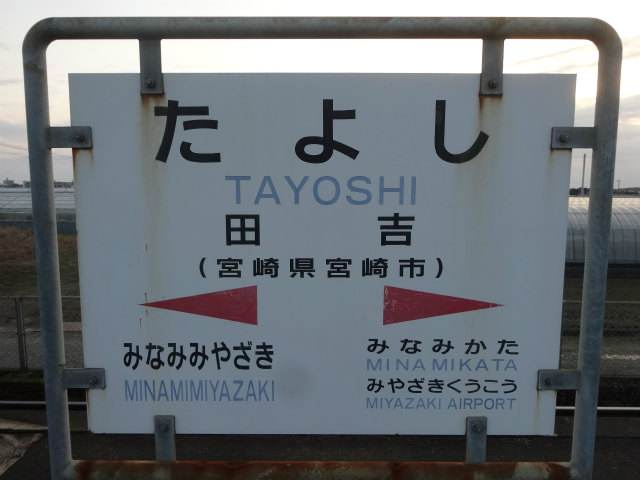 たよし
TAYOSHI
田吉
(宮崎県宮崎市)
みなみみやざき
MINAMIMIYAZAKI
みなみかた
MINAMIKATA
みやざきくうこう
MIYAZAKI AIRPORT